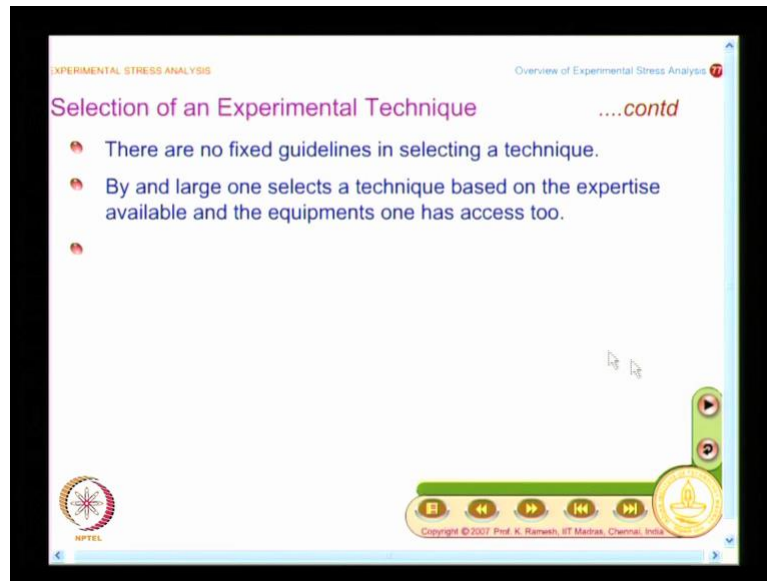 EXPERIMENTAL STRESS ANALYSIS
Overview of Experimental Stress Analysis 77
Selection of an Experimental Technique ....contd
There are no fixed guidelines in selecting a technique.
By and large one selects a technique based on the expertise
available and the equipments one has access too.
NPTEL
Copyright © 2007 Prof. K. Ramesh, IIT Madras, Chennai, India